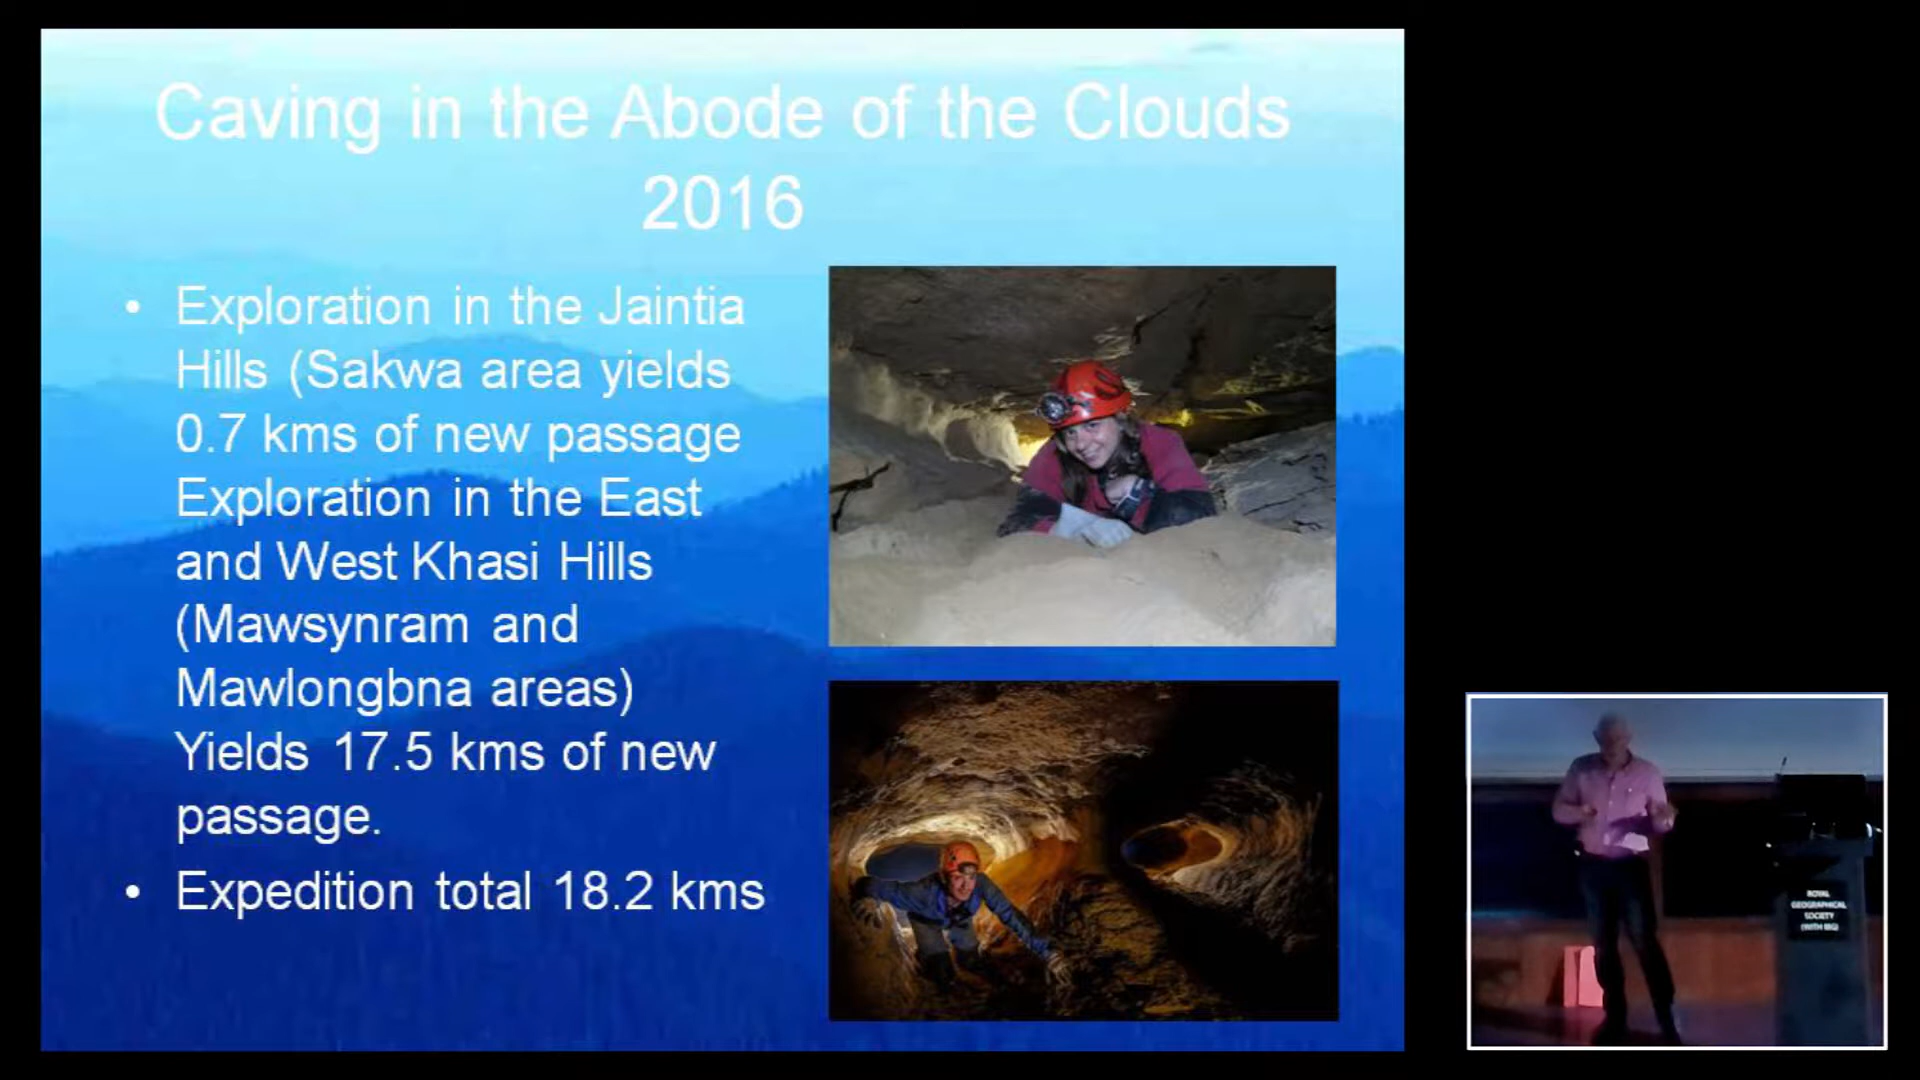 Caving in the Abode of the Clouds
2016
• Exploration in the Jaintia
Hills (Sakwa area yields
0.7 kms of new passage
Exploration in the East
and West Khasi Hills
(Mawsynram and
Mawlongbna areas)
Yields 17.5 kms of new
passage.
• Expedition total 18.2 kms
ROYAL
GEOGRAPHICAL
SOCIETY
(WITH IBG)